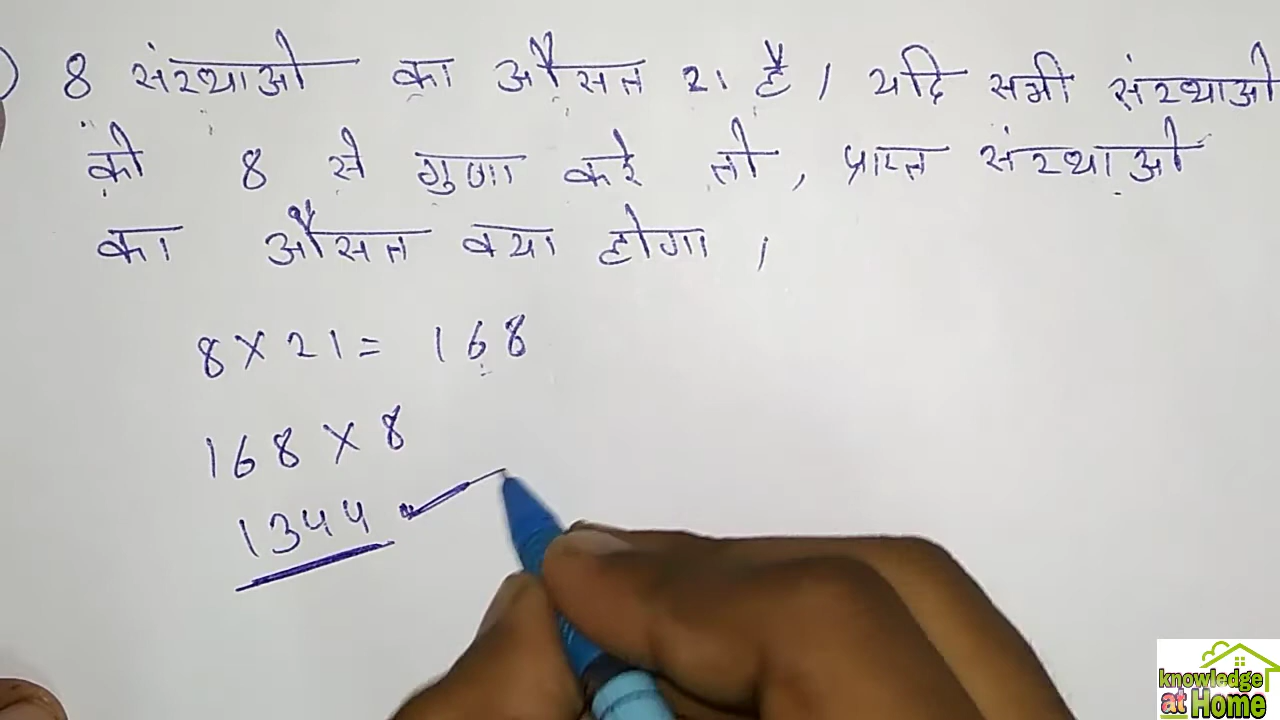 ) 8 संख्याओ का औसत 21 है । यदि सभी संख्याओ
को 8 से गुणा करे तो , प्राप्त संख्याओ
का औसत क्या होगा ,
8 × 21 = 168
168 × 8
1344
knowledge
at Home